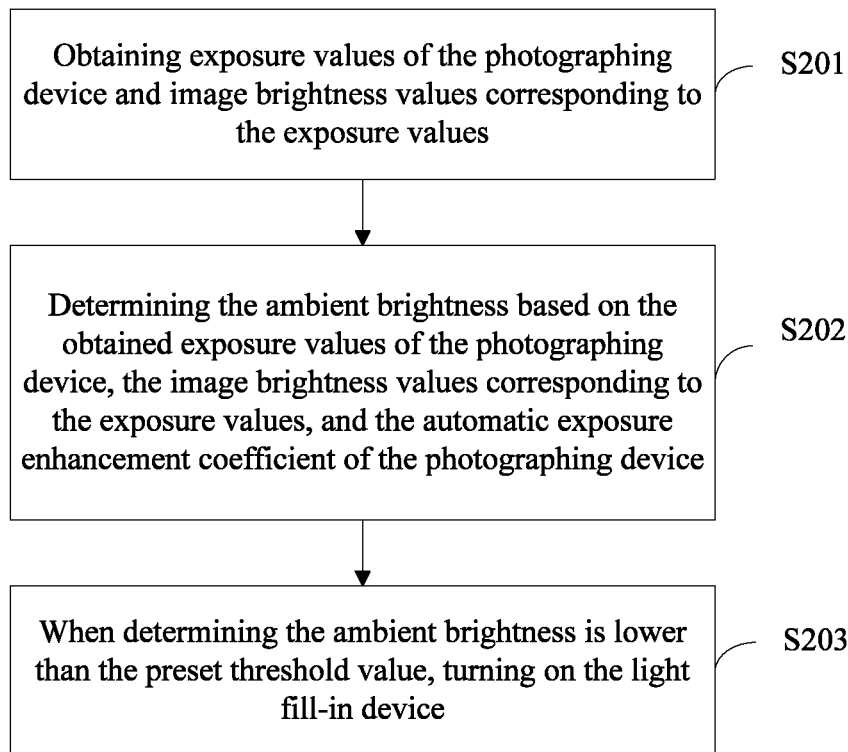 Obtaining exposure values of the photographing
device and image brightness values corresponding to
the exposure values
S201
Determining the ambient brightness based on the
obtained exposure values of the photographing
device, the image brightness values corresponding to
the exposure values, and the automatic exposure
enhancement coefficient of the photographing device
S202
When determining the ambient brightness is lower
than the preset threshold value, turning on the light
fill-in device
S203